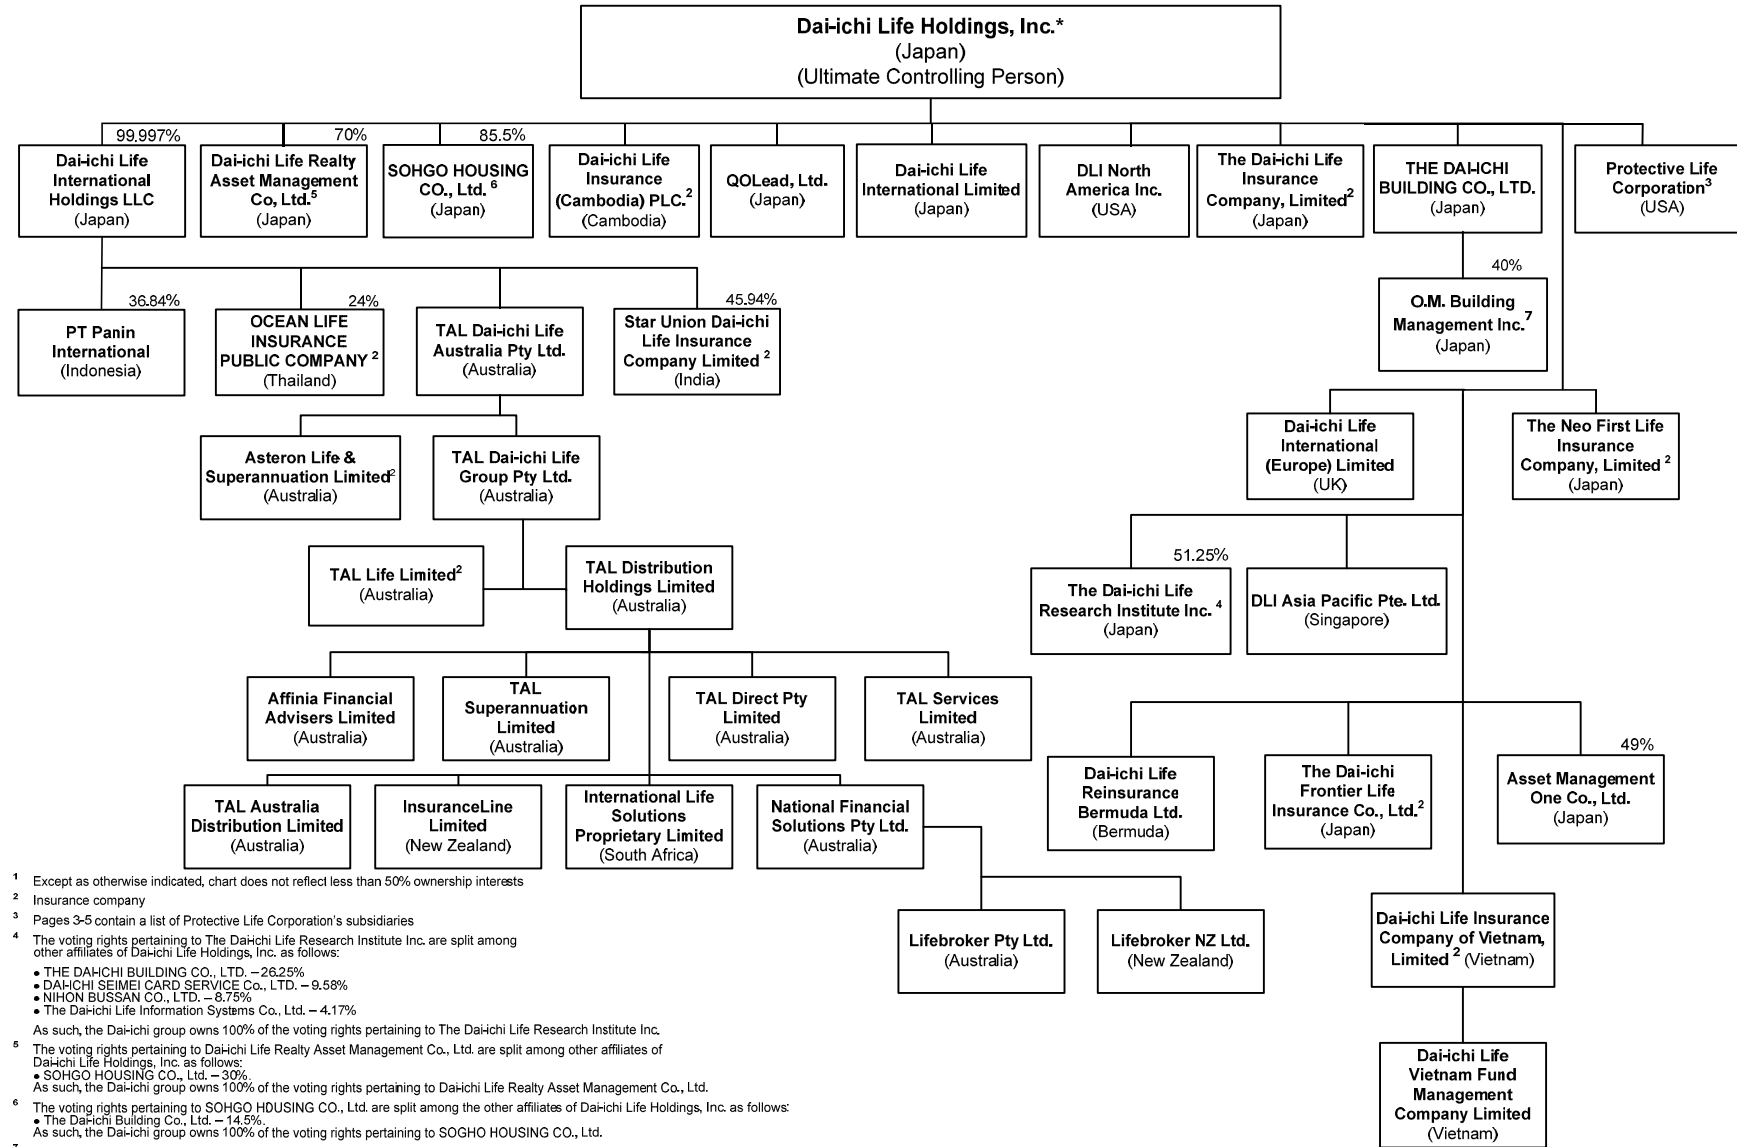 Dai-ichi Life Holdings, Inc.*
(Japan)
(Ultimate Controlling Person)
99.997%
Dai-ichi Life
International
Holdings LLC
(Japan)
70%
Dai-ichi Life Realty
Asset Management
Co, Ltd.⁵
(Japan)
85.5%
SOHGO HOUSING
CO., Ltd. ⁶
(Japan)
Dai-ichi Life
Insurance
(Cambodia) PLC.²
(Cambodia)
QOLead, Ltd.
(Japan)
Dai-ichi Life
International Limited
(Japan)
DLI North
America Inc.
(USA)
The Dai-ichi Life
Insurance
Company, Limited²
(Japan)
THE DAI-ICHI
BUILDING CO., LTD.
(Japan)
Protective Life
Corporation³
(USA)
36.84%
PT Panin
International
(Indonesia)
24%
OCEAN LIFE
INSURANCE
PUBLIC COMPANY ²
(Thailand)
TAL Dai-ichi Life
Australia Pty Ltd.
(Australia)
45.94%
Star Union Dai-ichi
Life Insurance
Company Limited ²
(India)
40%
O.M. Building
Management Inc.⁷
(Japan)
Asteron Life &
Superannuation Limited²
(Australia)
TAL Dai-ichi Life
Group Pty Ltd.
(Australia)
Dai-ichi Life
International
(Europe) Limited
(UK)
The Neo First Life
Insurance
Company, Limited ²
(Japan)
TAL Life Limited²
(Australia)
TAL Distribution
Holdings Limited
(Australia)
51.25%
The Dai-ichi Life
Research Institute Inc. ⁴
(Japan)
DLI Asia Pacific Pte. Ltd.
(Singapore)
Affinia Financial
Advisers Limited
(Australia)
TAL
Superannuation
Limited
(Australia)
TAL Direct Pty
Limited
(Australia)
TAL Services
Limited
(Australia)
Dai-ichi Life
Reinsurance
Bermuda Ltd.
(Bermuda)
The Dai-ichi
Frontier Life
Insurance Co., Ltd.²
(Japan)
49%
Asset Management
One Co., Ltd.
(Japan)
TAL Australia
Distribution Limited
(Australia)
InsuranceLine
Limited
(New Zealand)
International Life
Solutions
Proprietary Limited
(South Africa)
National Financial
Solutions Pty Ltd.
(Australia)
Lifebroker Pty Ltd.
(Australia)
Lifebroker NZ Ltd.
(New Zealand)
Dai-ichi Life Insurance
Company of Vietnam,
Limited ² (Vietnam)
Dai-ichi Life
Vietnam Fund
Management
Company Limited
(Vietnam)
¹ Except as otherwise indicated, chart does not reflect less than 50% ownership interests
² Insurance company
³ Pages 3-5 contain a list of Protective Life Corporation's subsidiaries
⁴ The voting rights pertaining to The Dai-ichi Life Research Institute Inc. are split among
other affiliates of Dai-ichi Life Holdings, Inc. as follows:
• THE DAI-ICHI BUILDING CO., LTD. – 26.25%
• DAI-ICHI SEIMEI CARD SERVICE Co., LTD. – 9.58%
• NIHON BUSSAN CO., LTD. – 8.75%
• The Dai-ichi Life Information Systems Co., Ltd. – 4.17%
As such, the Dai-ichi group owns 100% of the voting rights pertaining to The Dai-ichi Life Research Institute Inc.
⁵ The voting rights pertaining to Dai-ichi Life Realty Asset Management Co., Ltd. are split among other affiliates of
Dai-ichi Life Holdings, Inc. as follows:
• SOHGO HOUSING CO., Ltd. – 30%.
As such, the Dai-ichi group owns 100% of the voting rights pertaining to Dai-ichi Life Realty Asset Management Co., Ltd.
⁶ The voting rights pertaining to SOHGO HOUSING CO., Ltd. are split among the other affiliates of Dai-ichi Life Holdings, Inc. as follows:
• The Dai-ichi Building Co., Ltd. – 14.5%.
As such, the Dai-ichi group owns 100% of the voting rights pertaining to SOGHO HOUSING CO., Ltd.